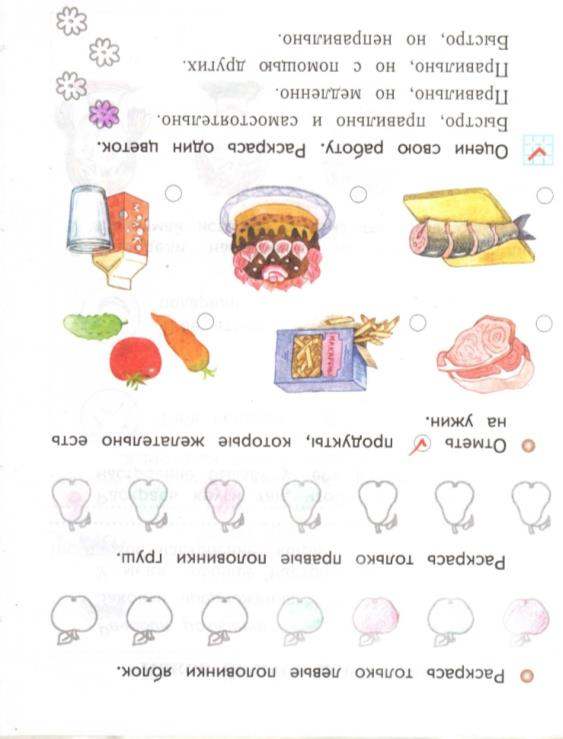 Раскрась только левые половинки яблок.
Раскрась только правые половинки груш.
Отметь продукты, которые желательно есть
на ужин.
МАКАРОНЫ
МОЛОКО
Оцени свою работу. Раскрась один цветок.
Быстро, правильно и самостоятельно.
Правильно, но медленно.
Правильно, но с помощью других.
Быстро, но неправильно.